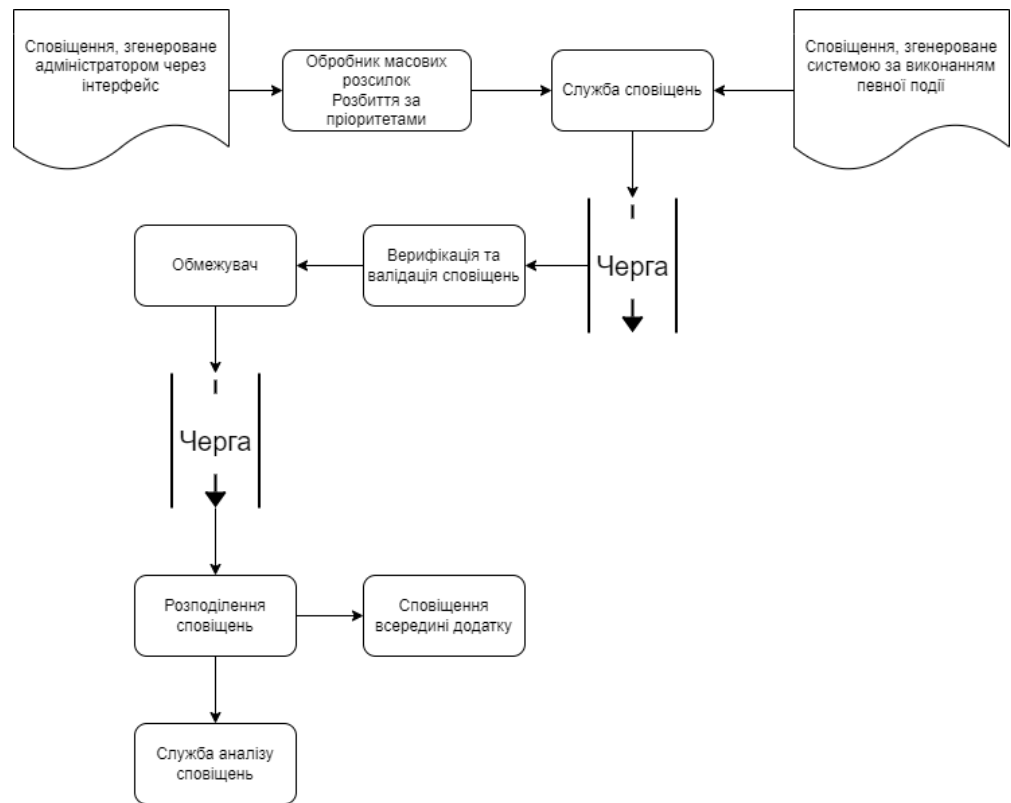 Сповіщення, згенероване
адміністратором через
інтерфейс
Обробник масових
розсилок
Розбиття за
пріоритетами
Служба сповіщень
Сповіщення, згенероване
системою за виконанням
певної події
Обмежувач
Верифікація та
валідація сповіщень
Черга
Черга
Розподілення
сповіщень
Сповіщення
всередині додатку
Служба аналізу
сповіщень